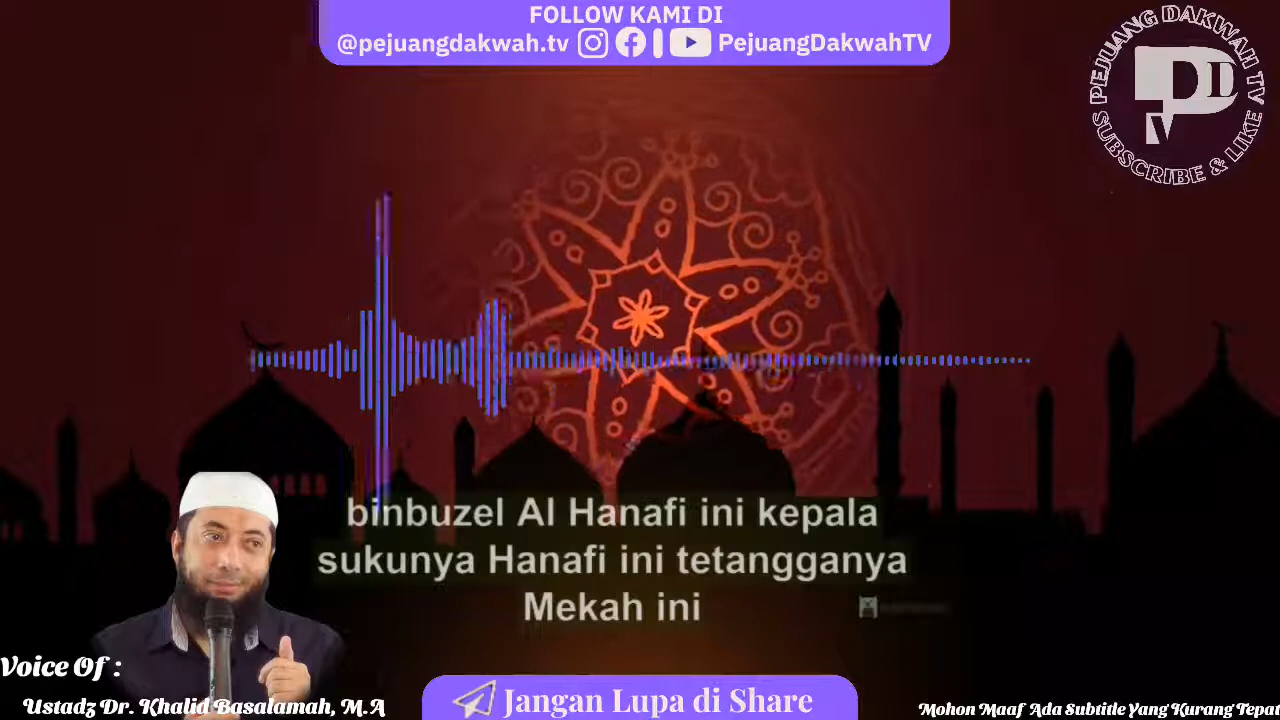 FOLLOW KAMI DI
@pejuangdakwah.tv PejuangDakwahTV
PEJUANG DAKWAH TV
SUBSCRIBE & LIKE
binbuzel Al Hanafi ini kepala
sukunya Hanafi ini tetangganya
Mekah ini
Voice Of :
Ustadz Dr. Khalid Basalamah, M.A
Jangan Lupa di Share
Mohon Maaf Ada Subtitle Yang Kurang Tepat